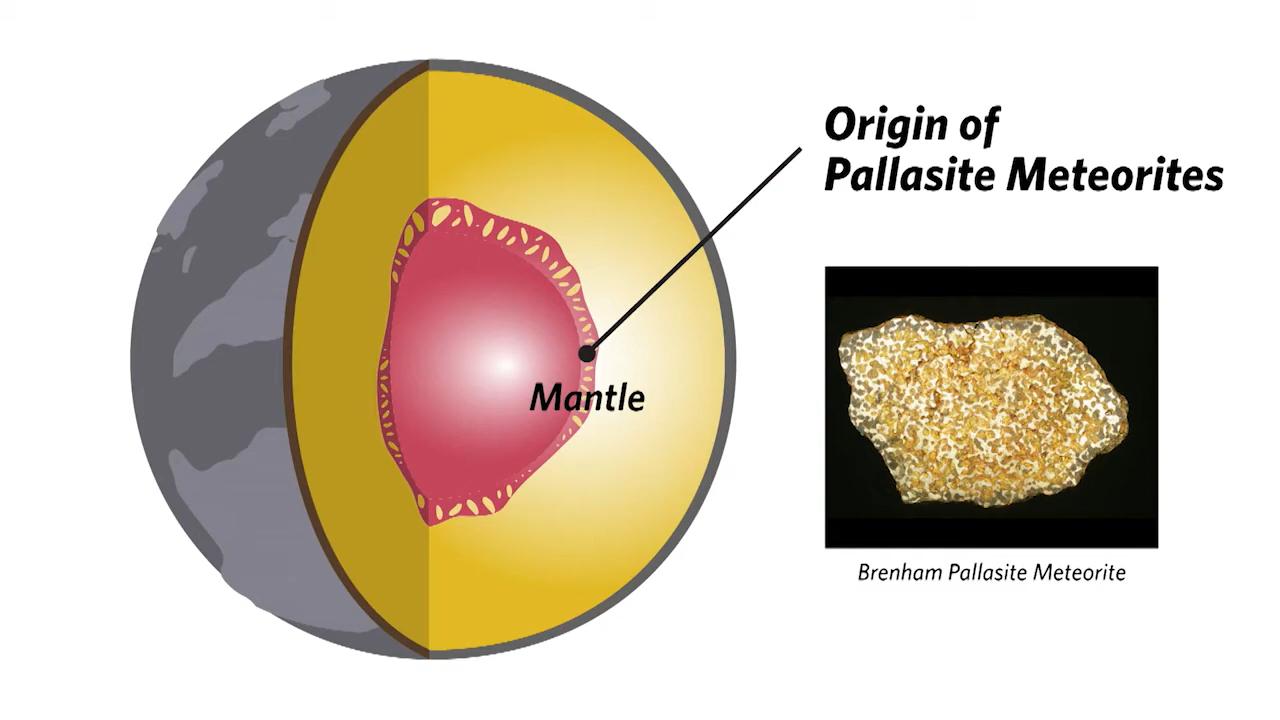 Origin of
Pallasite Meteorites
Mantle
Brenham Pallasite Meteorite